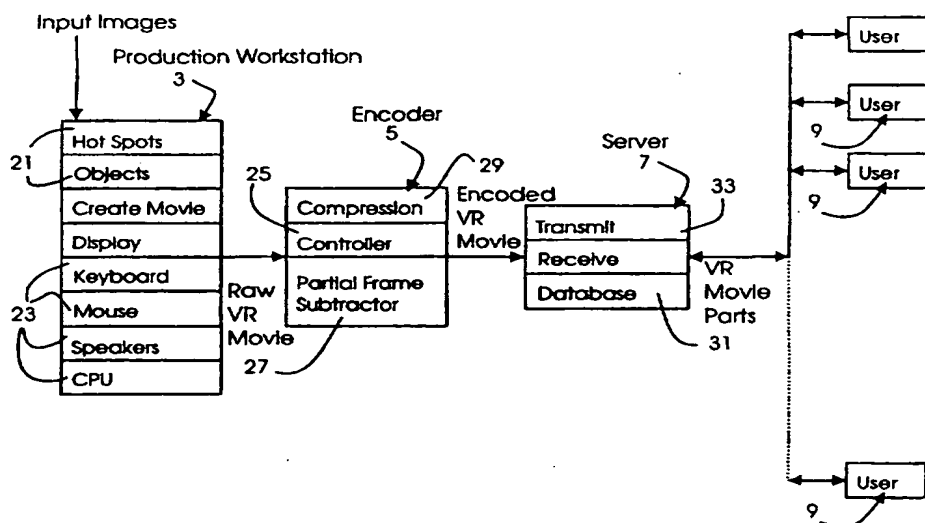 Input Images
Production Workstation
3
Hot Spots
Objects
Create Movie
Display
Keyboard
Mouse
Speakers
CPU
21
23
Raw
VR
Movie
Encoder
5
25
29
Compression
Controller
Partial Frame
Subtractor
27
Encoded
VR
Movie
Server
7
33
Transmit
Receive
Database
31
VR
Movie
Parts
User
User
9
User
9
User
9